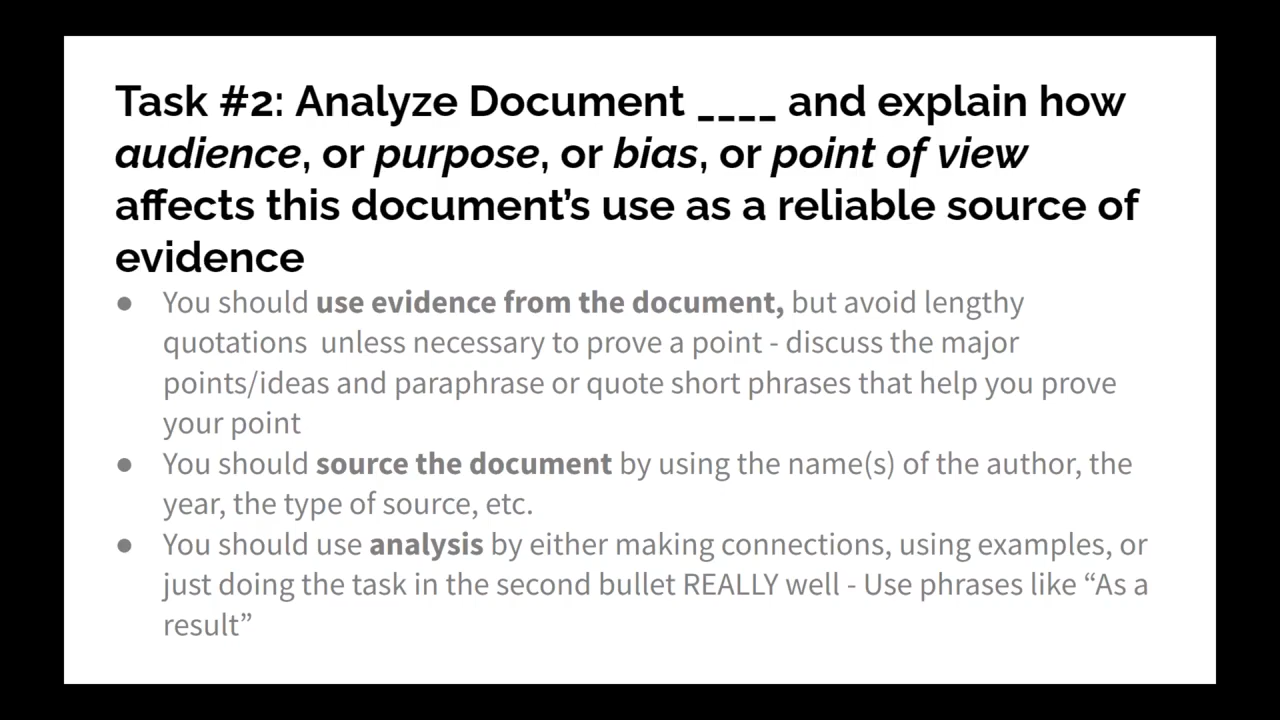 Task #2: Analyze Document ____ and explain how
audience, or purpose, or bias, or point of view
affects this document’s use as a reliable source of
evidence
● You should use evidence from the document, but avoid lengthy
quotations  unless necessary to prove a point - discuss the major
points/ideas and paraphrase or quote short phrases that help you prove
your point
● You should source the document by using the name(s) of the author, the
year, the type of source, etc.
● You should use analysis by either making connections, using examples, or
just doing the task in the second bullet REALLY well - Use phrases like “As a
result”